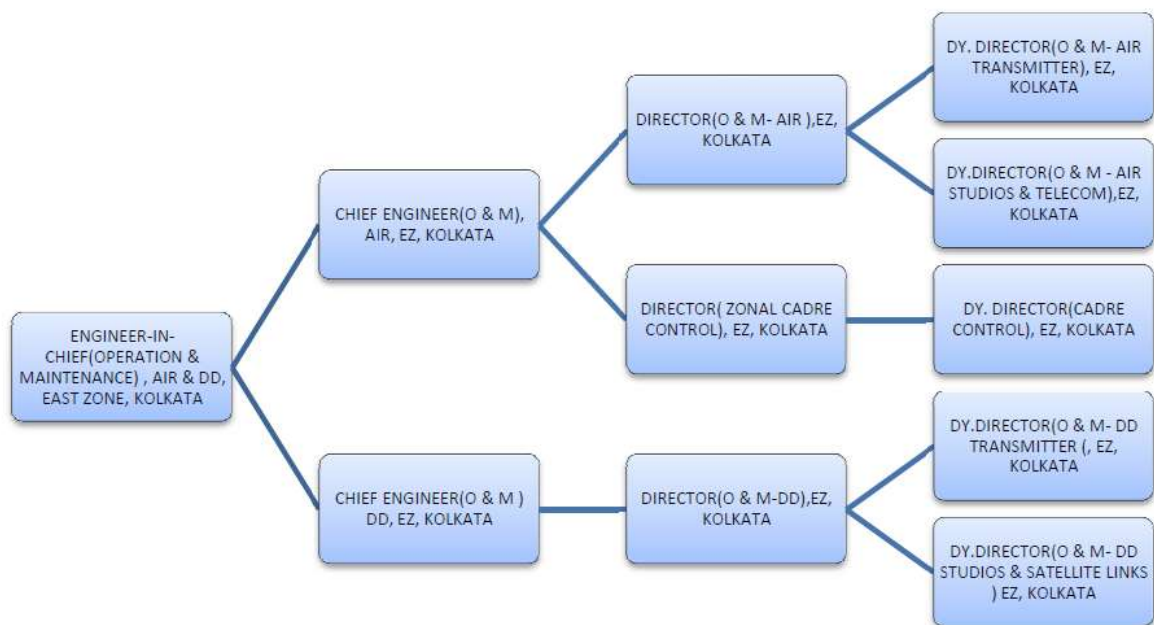 ENGINEER-IN-
CHIEF(OPERATION &
MAINTENANCE) , AIR & DD,
EAST ZONE, KOLKATA
CHIEF ENGINEER(O & M),
AIR, EZ, KOLKATA
DIRECTOR(O & M- AIR ),EZ,
KOLKATA
DY. DIRECTOR(O & M- AIR
TRANSMITTER), EZ,
KOLKATA
DY.DIRECTOR(O & M - AIR
STUDIOS & TELECOM),EZ,
KOLKATA
DIRECTOR( ZONAL CADRE
CONTROL), EZ, KOLKATA
DY. DIRECTOR(CADRE
CONTROL), EZ, KOLKATA
CHIEF ENGINEER(O & M )
DD, EZ, KOLKATA
DIRECTOR(O & M-DD),EZ,
KOLKATA
DY.DIRECTOR(O & M- DD
TRANSMITTER (, EZ,
KOLKATA
DY.DIRECTOR(O & M- DD
STUDIOS & SATELLITE LINKS
) EZ, KOLKATA